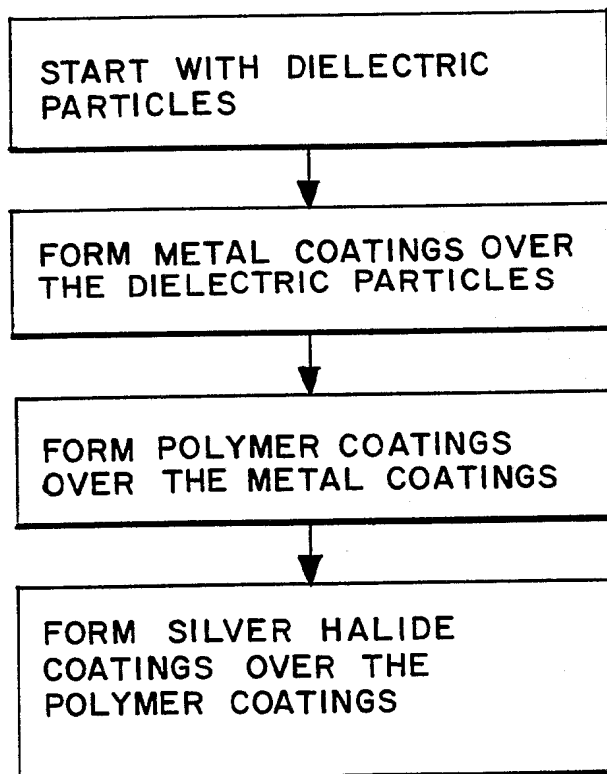 START WITH DIELECTRIC
PARTICLES
FORM METAL COATINGS OVER
THE DIELECTRIC PARTICLES
FORM POLYMER COATINGS
OVER THE METAL COATINGS
FORM SILVER HALIDE
COATINGS OVER THE
POLYMER COATINGS